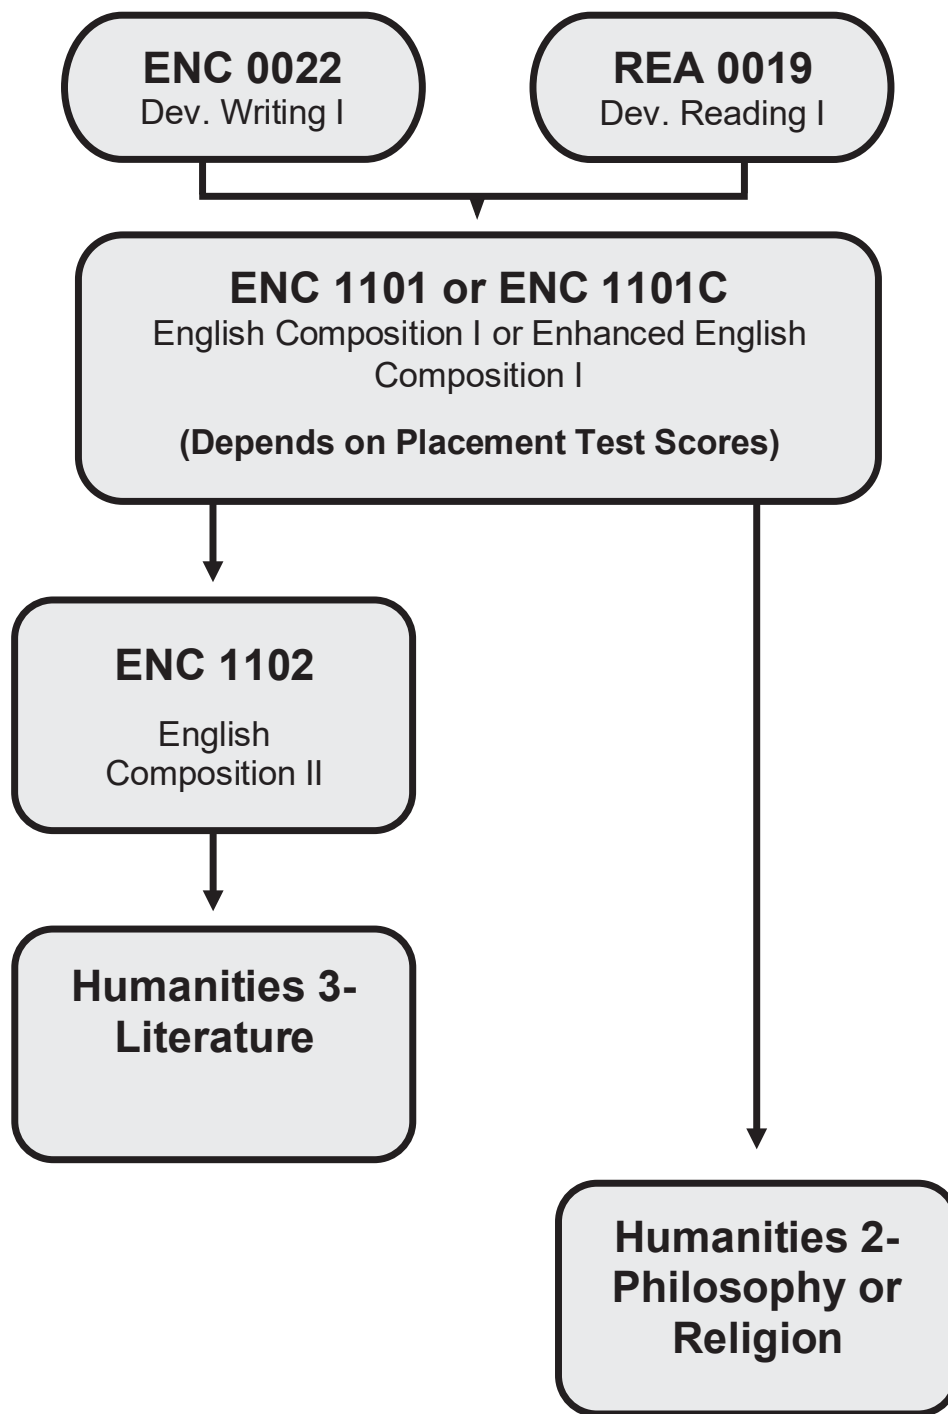 ENC 0022
Dev. Writing I
REA 0019
Dev. Reading I
ENC 1101 or ENC 1101C
English Composition I or Enhanced English
Composition I
(Depends on Placement Test Scores)
ENC 1102
English
Composition II
Humanities 3-
Literature
Humanities 2-
Philosophy or
Religion